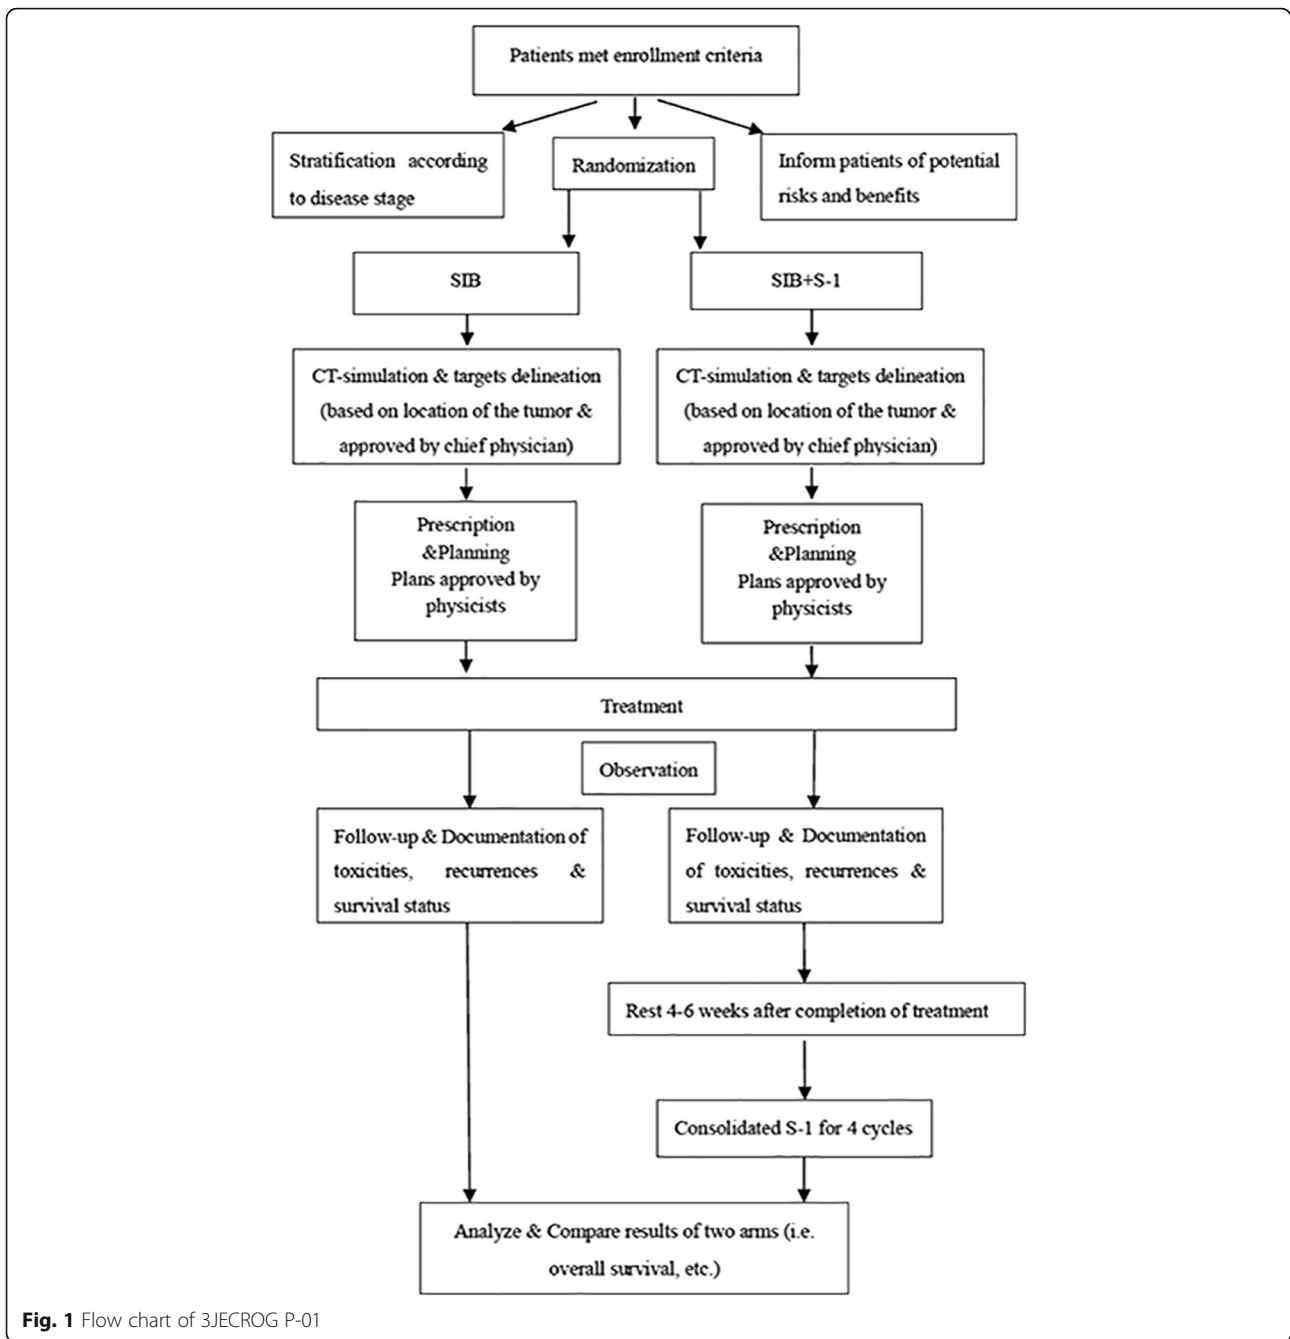 Patients met enrollment criteria
Stratification according
to disease stage
Randomization
Inform patients of potential
risks and benefits
SIB
SIB+S-1
CT-simulation & targets delineation
(based on location of the tumor &
approved by chief physician)
CT-simulation & targets delineation
(based on location of the tumor &
approved by chief physician)
Prescription
&Planning
Plans approved by
physicists
Prescription
&Planning
Plans approved by
physicists
Treatment
Observation
Follow-up & Documentation of
toxicities, recurrences &
survival status
Follow-up & Documentation
of toxicities, recurrences &
survival status
Rest 4-6 weeks after completion of treatment
Consolidated S-1 for 4 cycles
Analyze & Compare results of two arms (i.e.
overall survival, etc.)
Fig. 1 Flow chart of 3JECROG P-01